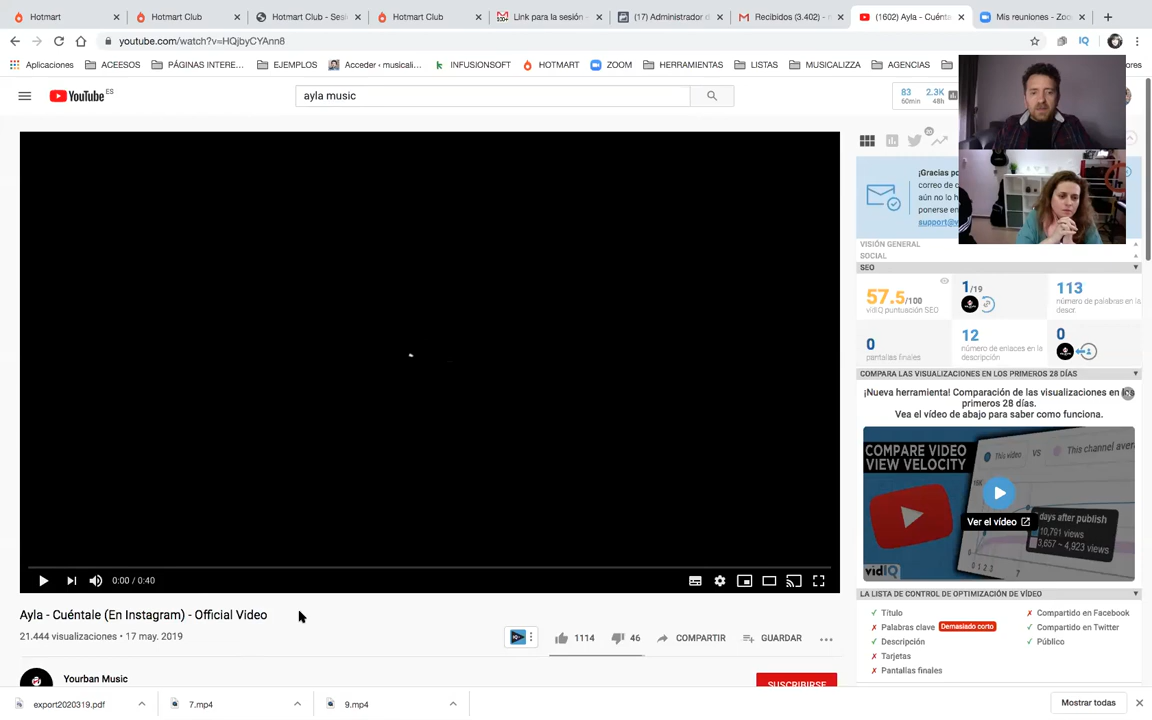 Hotmart
Hotmart Club
Hotmart Club - Sesi
Hotmart Club
Link para la sesión -
(17) Administrador d
Recibidos (3.402) -
(1602) Ayla - Cuénta
Mis reuniones - Zoo
youtube.com/watch?v=HQjbyCYAnn8
Aplicaciones
ACEESOS
PÁGINAS INTERE...
EJEMPLOS
Acceder ‹ musicali...
INFUSIONSOFT
HOTMART
ZOOM
HERRAMIENTAS
LISTAS
MUSICALIZZA
AGENCIAS
ores
YouTube ES
ayla music
83
60min
2.3K
48h
20
¡Gracias po
correo de c
aún no lo h
ponerse en
support@v
VISIÓN GENERAL
SOCIAL
SEO
57.5/100
vidIQ puntuación SEO
1/19
113
número de palabras en la descr.
0
pantallas finales
12
número de enlaces en la descripción
0
COMPARA LAS VISUALIZACIONES EN LOS PRIMEROS 28 DÍAS
¡Nueva herramienta! Comparación de las visualizaciones en los
primeros 28 días.
Vea el vídeo de abajo para saber como funciona.
COMPARE VIDEO
VIEW VELOCITY
This video
VS
This channel aver
Ver el vídeo
days after publish
10,791 views
3,657 ~ 4,923 views
vidIQ
0:00 / 0:40
Ayla - Cuéntale (En Instagram) - Official Video
21.444 visualizaciones • 17 may. 2019
1114
46
COMPARTIR
GUARDAR
Yourban Music
SUSCRIBIRSE
LA LISTA DE CONTROL DE OPTIMIZACIÓN DE VÍDEO
✓ Título
✗ Palabras clave Demasiado corto
✓ Descripción
✗ Tarjetas
✗ Pantallas finales
✗ Compartido en Facebook
✓ Compartido en Twitter
✓ Público
export2020319.pdf
7.mp4
9.mp4
Mostrar todas